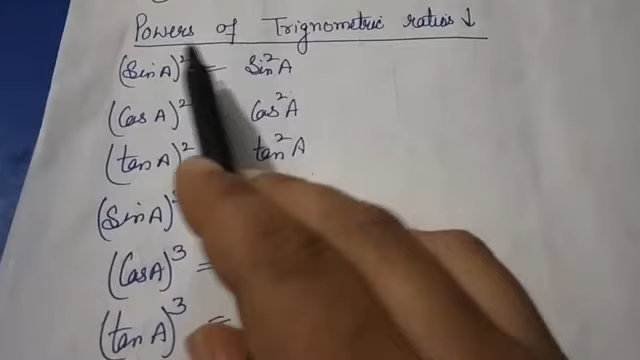 Powers of Trignometric ratios ↓
(Sin A)² = Sin²A
(Cos A)² Cos²A
(tan A)² tan²A
(Sin A)
(Cos A)³ =
(tan A)³ =